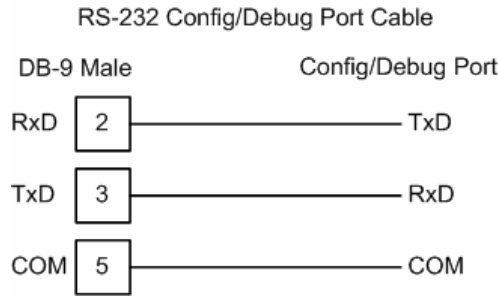 RS-232 Config/Debug Port Cable
DB-9 Male Config/Debug Port
RxD 2 TxD
TxD 3 RxD
COM 5 COM